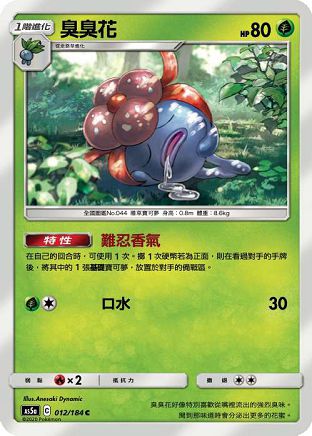 1階進化
臭臭花
HP80
從走路草進化
全國圖鑑No.044 雜草寶可夢 身高：0.8m 體重：8.6kg
特性 難忍香氣
在自己的回合時，可使用1次。擲1次硬幣若為正面，則在看過對手的手牌
後，將其中的1張基礎寶可夢，放置於對手的備戰區。
口水 30
弱點 ×2 抵抗力 撤退
Illus.Anesaki Dynamic
AS5a C 012/184 C
©2020 Pokémon
臭臭花好像特別喜歡從嘴裡流出的強烈臭味。
聞到那味道時會分泌出更多的花蜜。